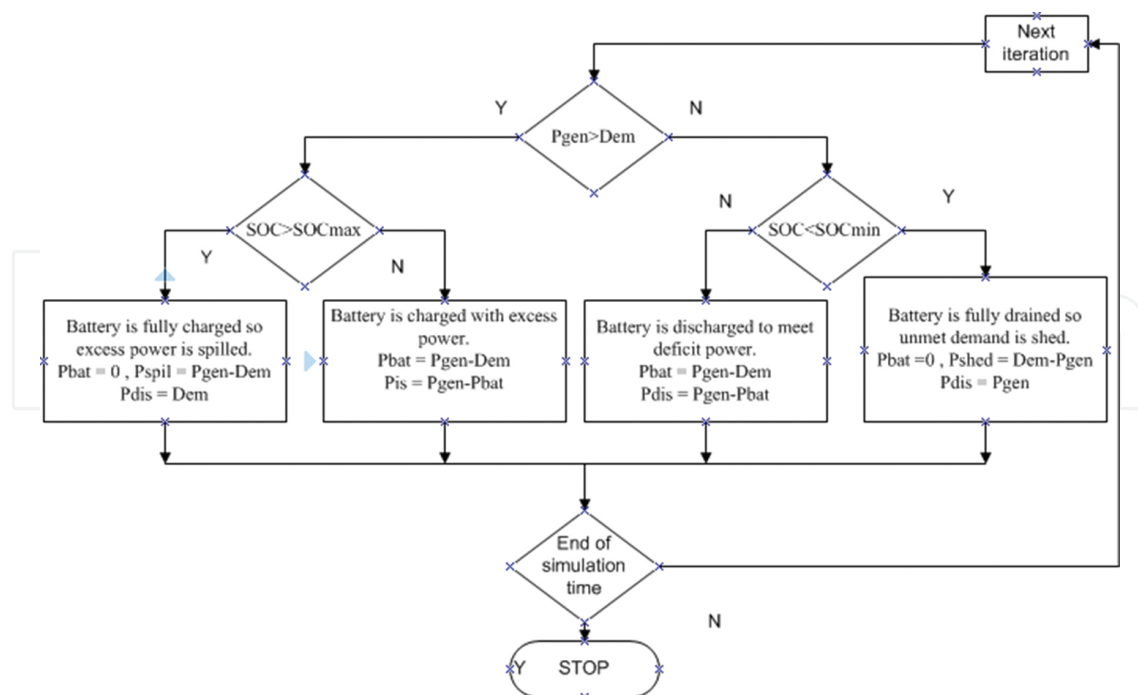 Next
iteration
Y
N
Pgen>Dem
N
Y
SOC>SOCmax
SOC<SOCmin
Y
N
Battery is fully charged so
excess power is spilled.
Pbat = 0 , Pspil = Pgen-Dem
Pdis = Dem
Battery is charged with excess
power.
Pbat = Pgen-Dem
Pis = Pgen-Pbat
Battery is discharged to meet
deficit power.
Pbat = Pgen-Dem
Pdis = Pgen-Pbat
Battery is fully drained so
unmet demand is shed.
Pbat =0 , Pshed = Dem-Pgen
Pdis = Pgen
End of
simulation
time
N
Y
STOP